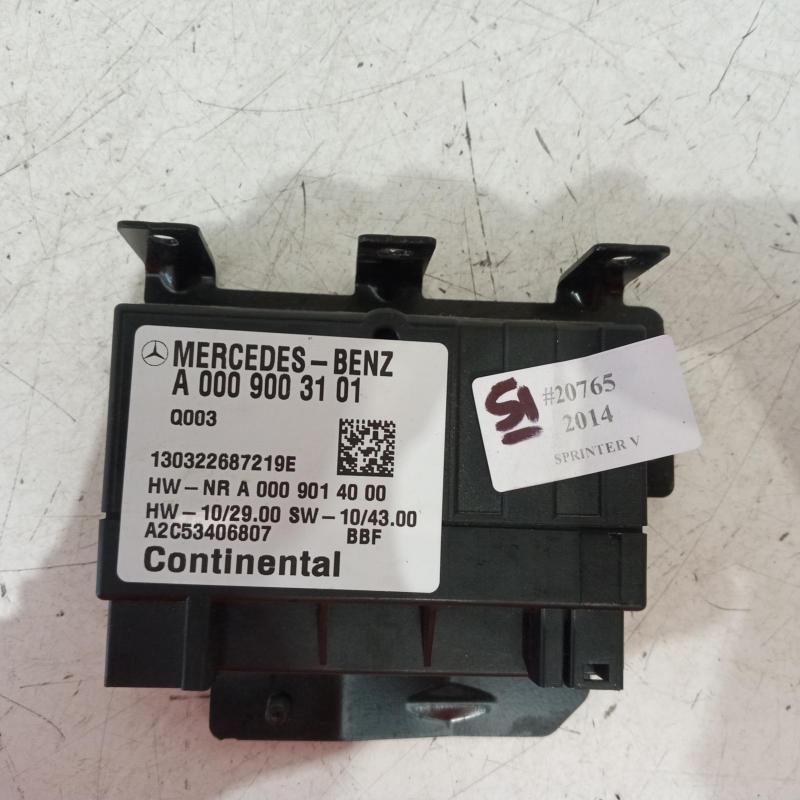 MERCEDES-BENZ
A 000 900 31 01
Q003
130322687219E
HW-NR A 000 901 40 00
HW-10/29.00 SW-10/43.00
A2C53406807 BBF
Continental
51
#20765
2014
SPRINTER V